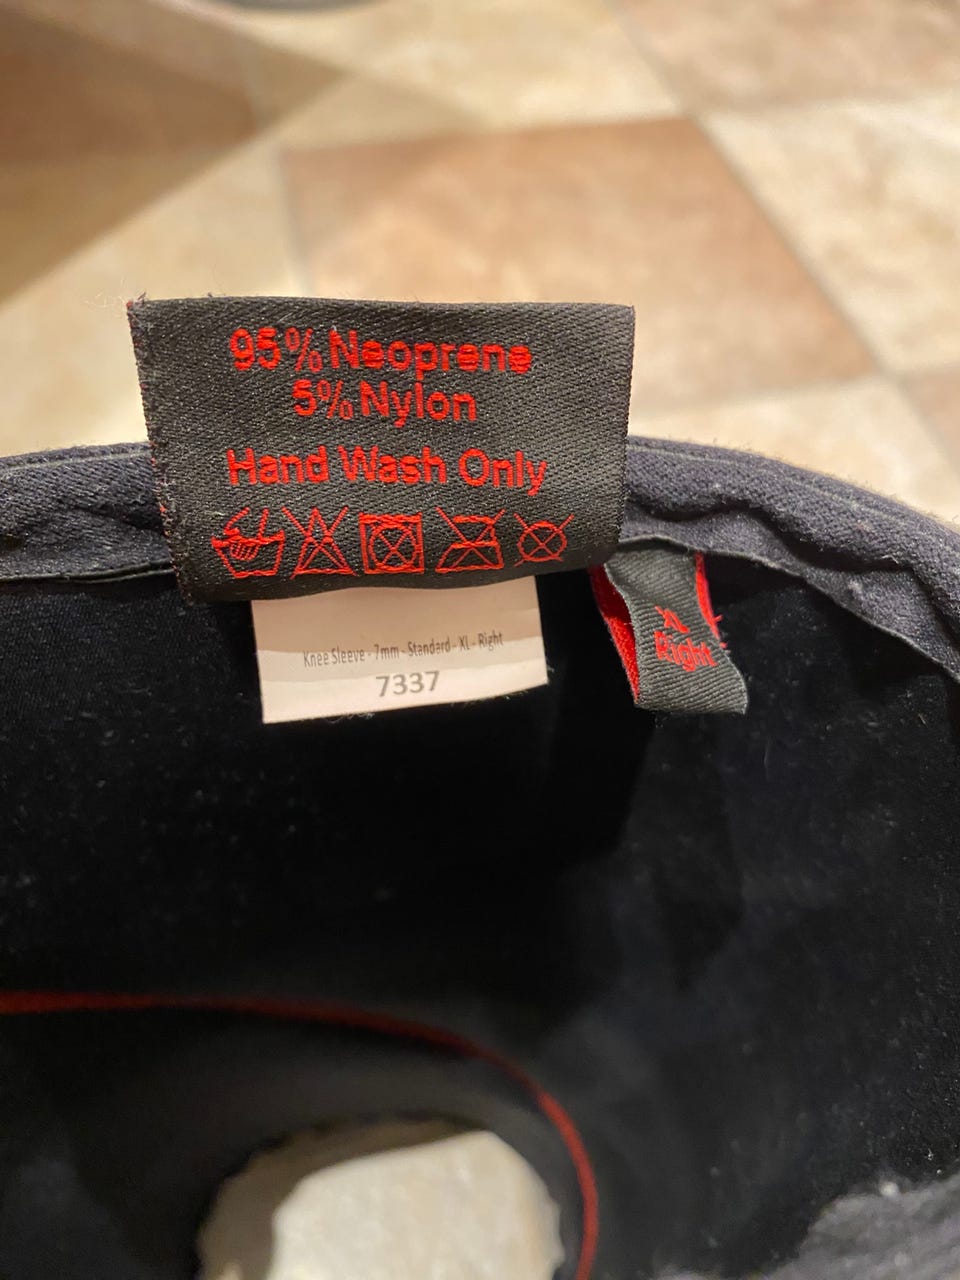 95% Neoprene
5% Nylon
Hand Wash Only
Knee Sleeve - 7mm - Standard - XL - Right
7337
XL
Right